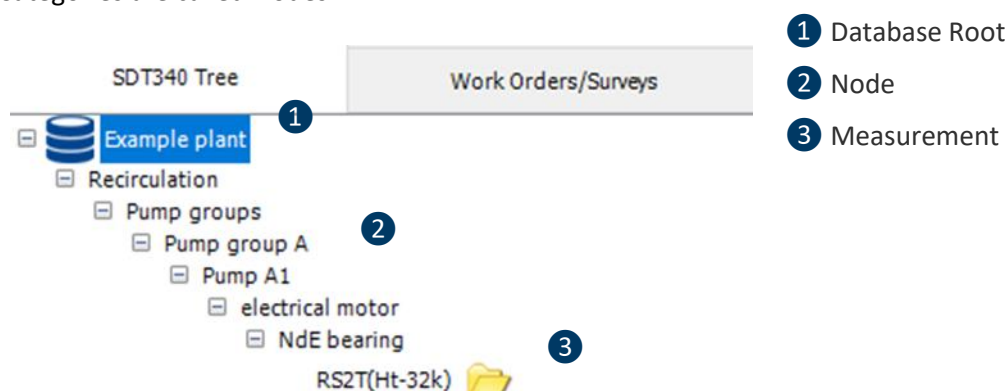 1 Database Root
SDT340 Tree
Work Orders/Surveys
2 Node
1
Example plant
3 Measurement
Recirculation
Pump groups
2
Pump group A
Pump A1
electrical motor
NdE bearing
3
RS2T(Ht-32k)